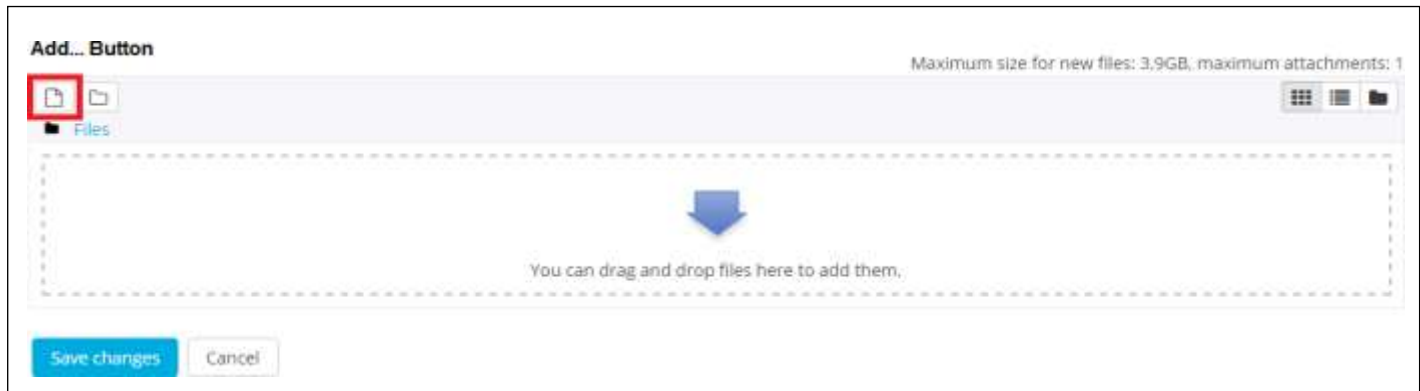 Add... Button
Maximum size for new files: 3.9GB, maximum attachments: 1
Files
You can drag and drop files here to add them.
Save changes
Cancel